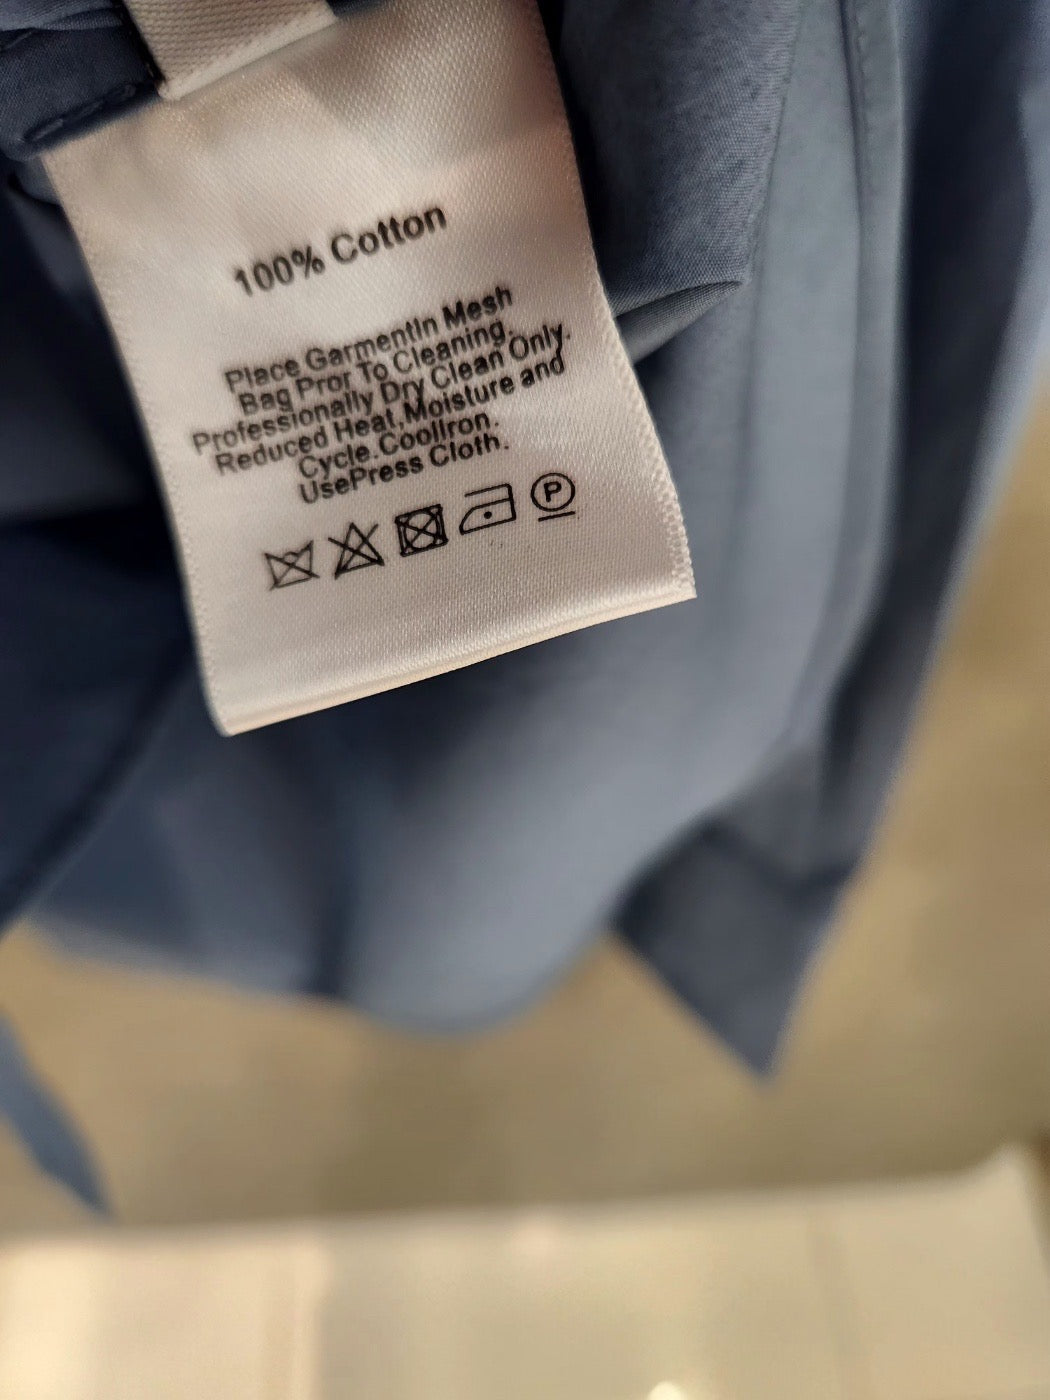 100% Cotton
Place GarmentIn Mesh
Bag Pror To Cleaning.
Professionally Dry Clean Only.
Reduced Heat,Moisture and
Cycle.CoolIron.
UsePress Cloth.
P